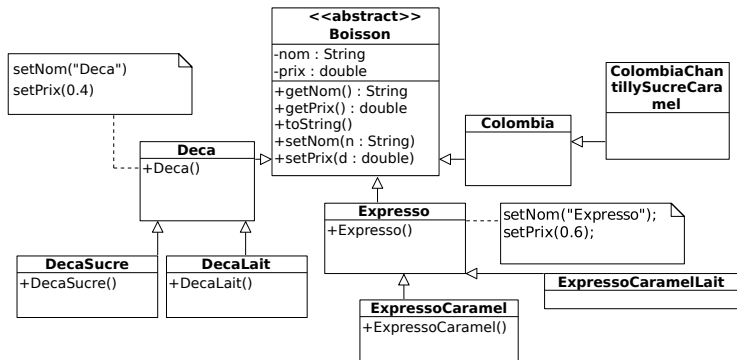 <<abstract>>
Boisson
-nom : String
-prix : double
+getNom() : String
+getPrix() : double
+toString()
+setNom(n : String)
+setPrix(d : double)
setNom("Deca")
setPrix(0.4)
ColombiaChan
tillySucreCara
mel
Colombia
Deca
+Deca()
Expresso
+Expresso()
setNom("Expresso");
setPrix(0.6);
DecaSucre
+DecaSucre()
DecaLait
+DecaLait()
ExpressoCaramelLait
ExpressoCaramel
+ExpressoCaramel()